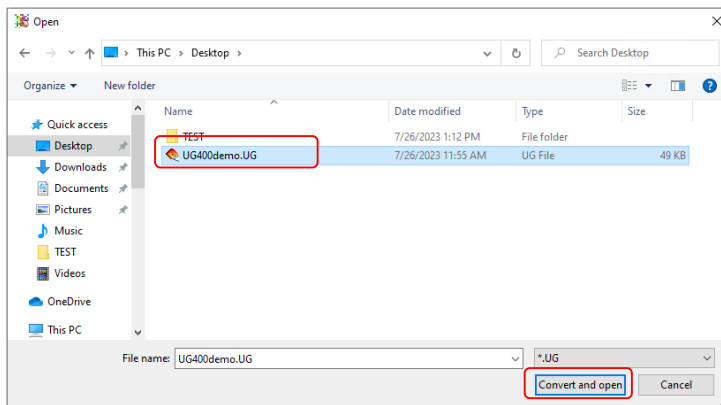 Open
This PC > Desktop >
Search Desktop
Organize
New folder
Name
Date modified
Type
Size
Quick access
Desktop
Downloads
Documents
Pictures
Music
TEST
Videos
OneDrive
This PC
TEST
7/26/2023 1:12 PM
File folder
UG400demo.UG
7/26/2023 11:55 AM
UG File
49 KB
File name:
UG400demo.UG
*.UG
Convert and open
Cancel